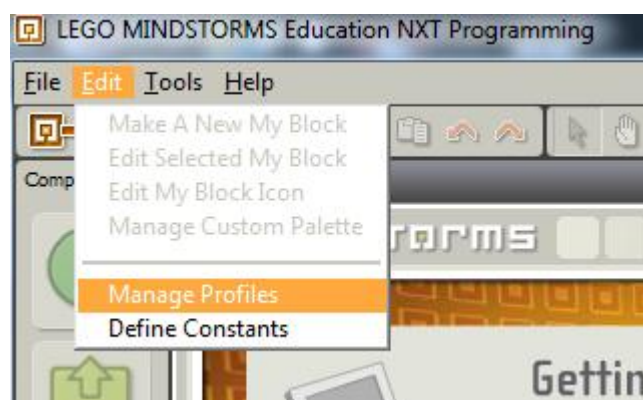 LEGO MINDSTORMS Education NXT Programming
File Edit Tools Help
Make A New My Block
Edit Selected My Block
Comp
Edit My Block Icon
Manage Custom Palette
rorms
Manage Profiles
Define Constants
Gettin